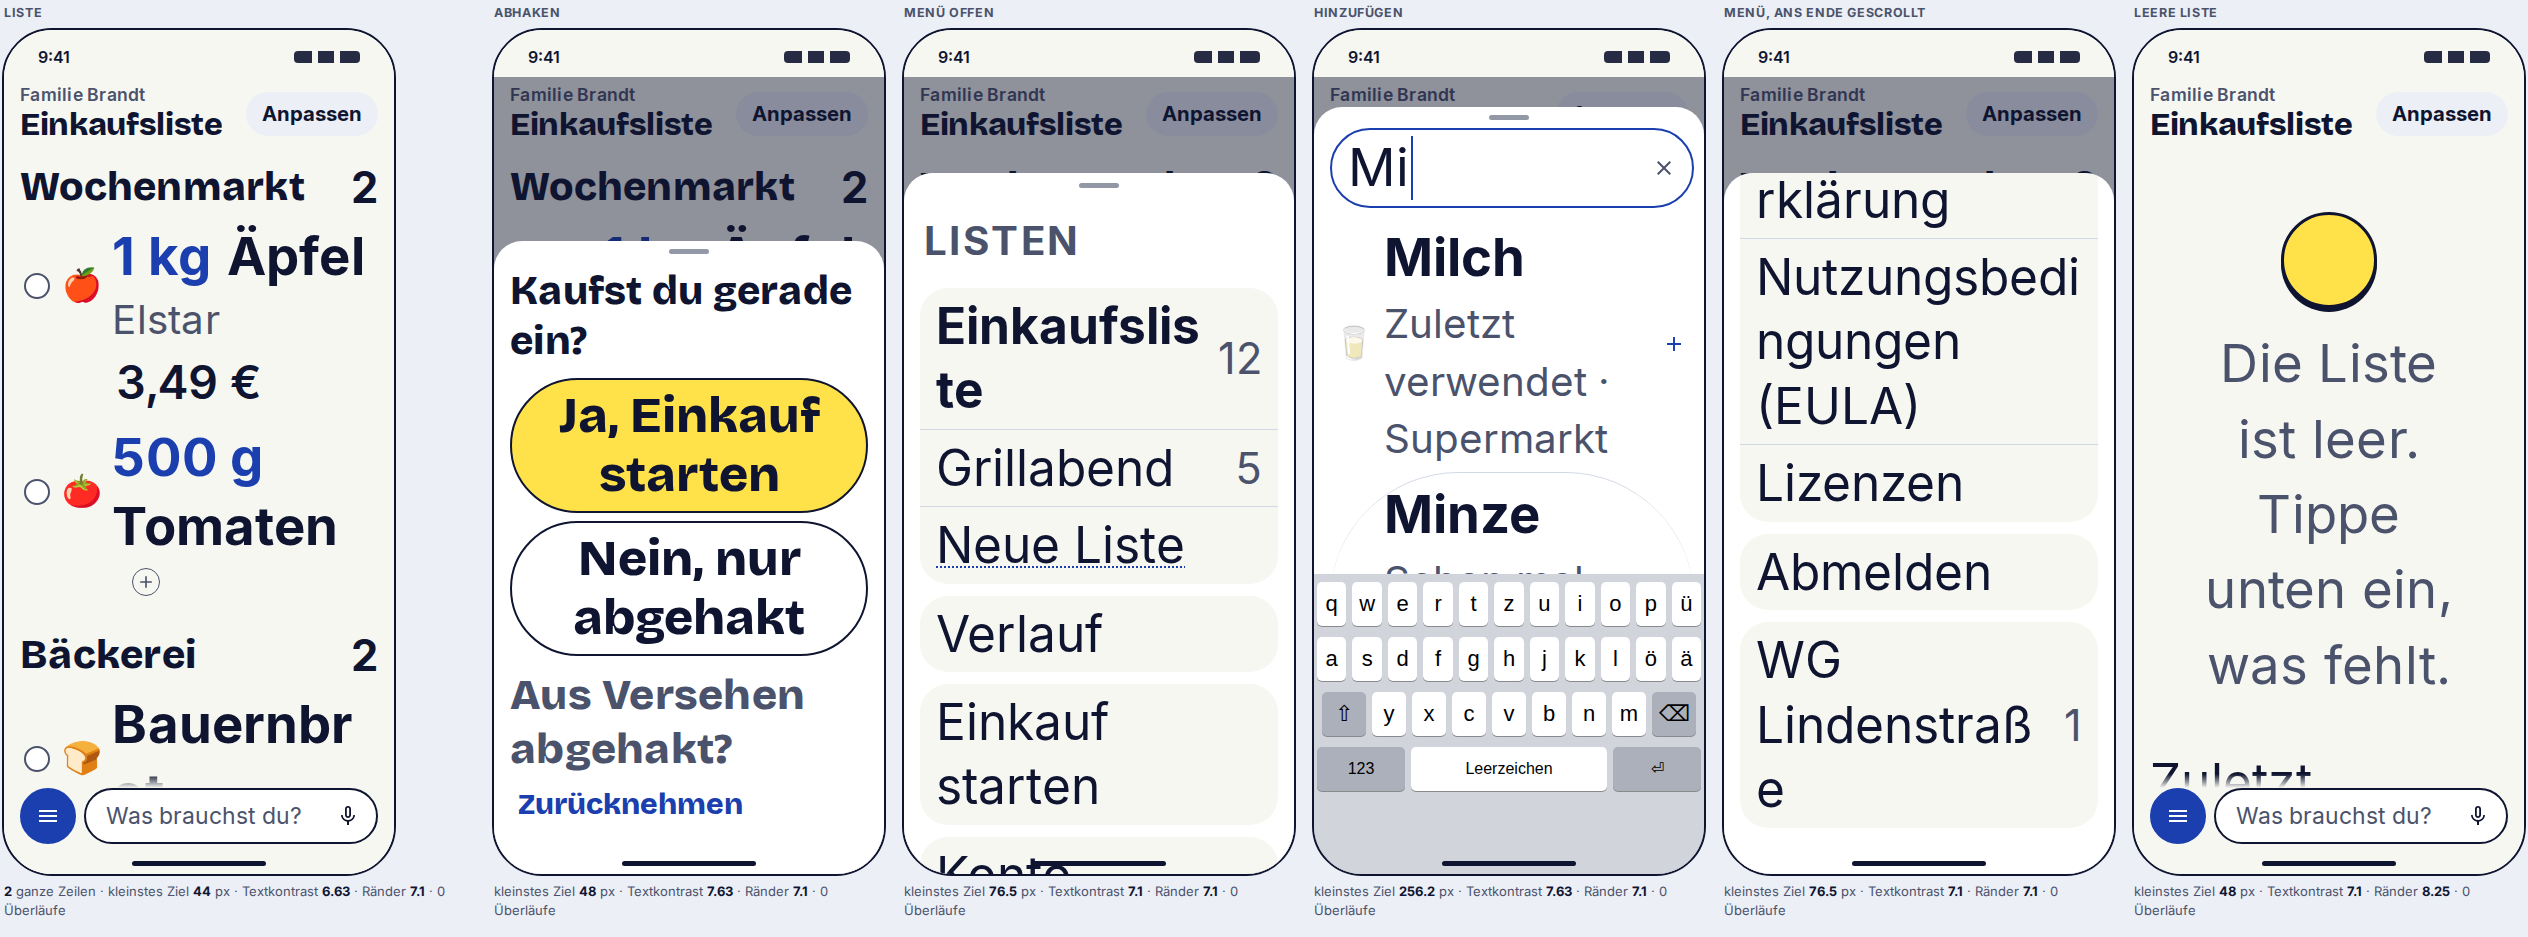 LISTE
9:41
Familie Brandt
Einkaufsliste
Anpassen
Wochenmarkt 2
1 kg Äpfel
Elstar
3,49 €
500 g
Tomaten
Bäckerei 2
Bauernbr
Was brauchst du?
2 ganze Zeilen · kleinstes Ziel 44 px · Textkontrast 6.63 · Ränder 7.1 · 0
Überläufe
ABHAKEN
9:41
Familie Brandt
Einkaufsliste
Anpassen
Wochenmarkt 2
Kaufst du gerade
ein?
Ja, Einkauf
starten
Nein, nur
abgehakt
Aus Versehen
abgehakt?
Zurücknehmen
kleinstes Ziel 48 px · Textkontrast 7.63 · Ränder 7.1 · 0
Überläufe
MENÜ OFFEN
9:41
Familie Brandt
Einkaufsliste
Anpassen
LISTEN
Einkaufslis
te
12
Grillabend 5
Neue Liste
Verlauf
Einkauf
starten
Konto
kleinstes Ziel 76.5 px · Textkontrast 7.1 · Ränder 7.1 · 0
Überläufe
HINZUFÜGEN
9:41
Familie Brandt
Mi
Milch
Zuletzt
verwendet ·
Supermarkt
Minze
q w e r t z u i o p ü
a s d f g h j k l ö ä
y x c v b n m
123 Leerzeichen
kleinstes Ziel 256.2 px · Textkontrast 7.63 · Ränder 7.1 · 0
Überläufe
MENÜ, ANS ENDE GESCROLLT
9:41
Familie Brandt
Einkaufsliste
Anpassen
rklärung
Nutzungsbedi
ngungen
(EULA)
Lizenzen
Abmelden
WG
Lindenstraß
e
1
kleinstes Ziel 76.5 px · Textkontrast 7.1 · Ränder 7.1 · 0
Überläufe
LEERE LISTE
9:41
Familie Brandt
Einkaufsliste
Anpassen
Die Liste
ist leer.
Tippe
unten ein,
was fehlt.
Zuletzt
Was brauchst du?
kleinstes Ziel 48 px · Textkontrast 7.1 · Ränder 8.25 · 0
Überläufe